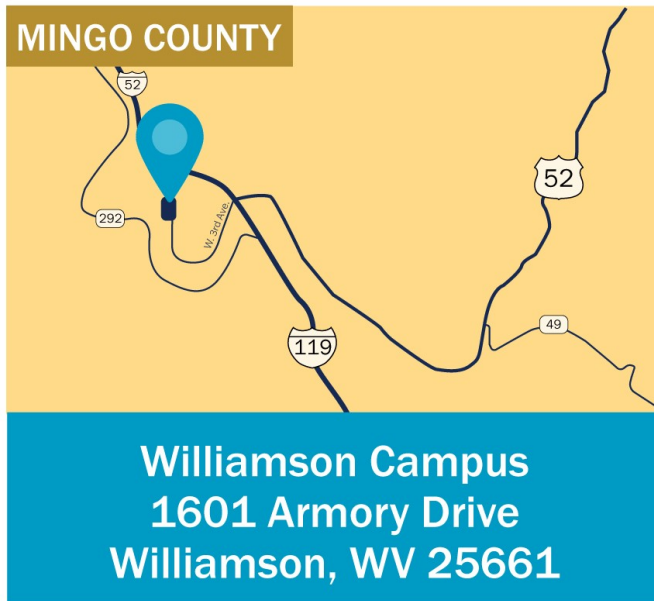 MINGO COUNTY
52
52
292
W. 3rd Ave.
49
119
Williamson Campus
1601 Armory Drive
Williamson, WV 25661